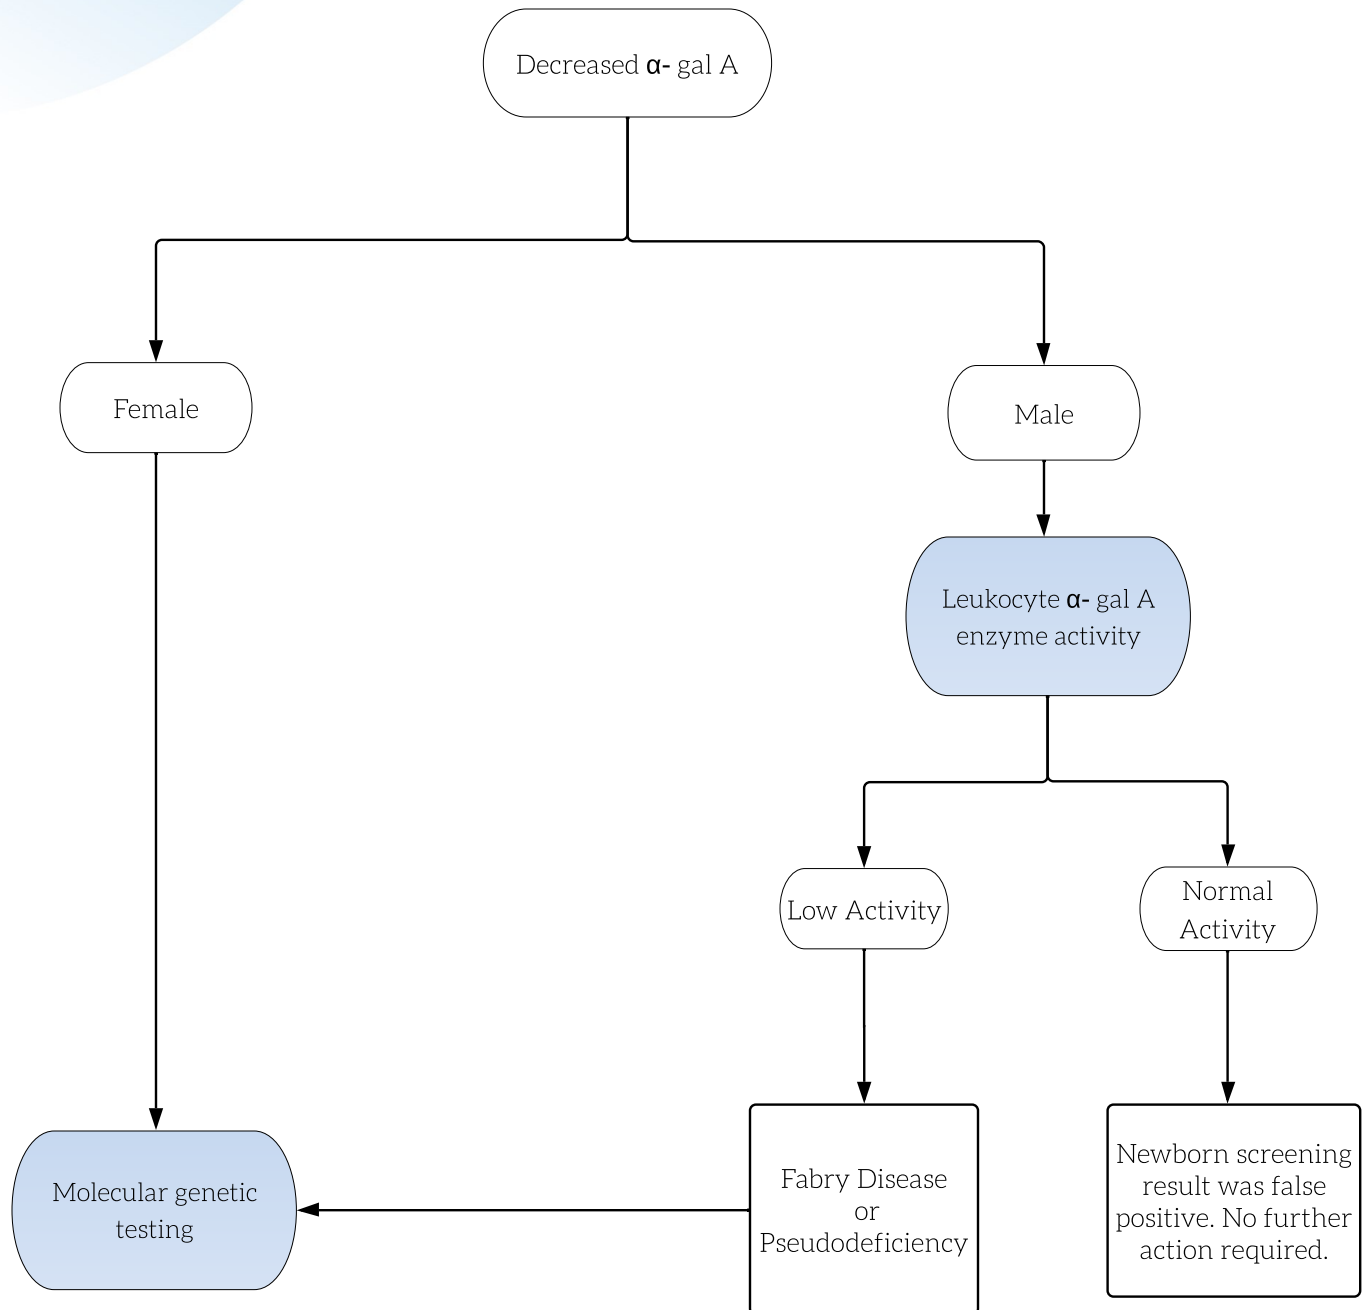 Decreased α- gal A
Female
Male
Leukocyte α- gal A
enzyme activity
Low Activity
Normal
Activity
Molecular genetic
testing
Fabry Disease
or
Pseudodeficiency
Newborn screening
result was false
positive. No further
action required.